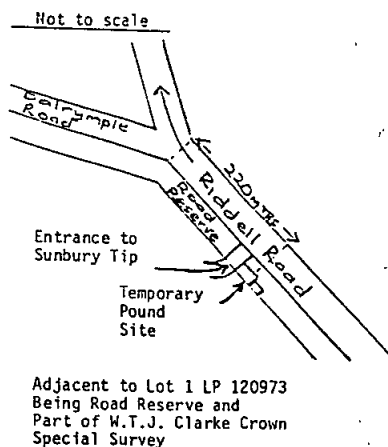 Not to scale
Dalrymple
Road
220 MTRS
Riddell Road
Road
Reserve
Entrance to
Sunbury Tip
Temporary
Pound
Site
Adjacent to Lot 1 LP 120973
Being Road Reserve and
Part of W.T.J. Clarke Crown
Special Survey